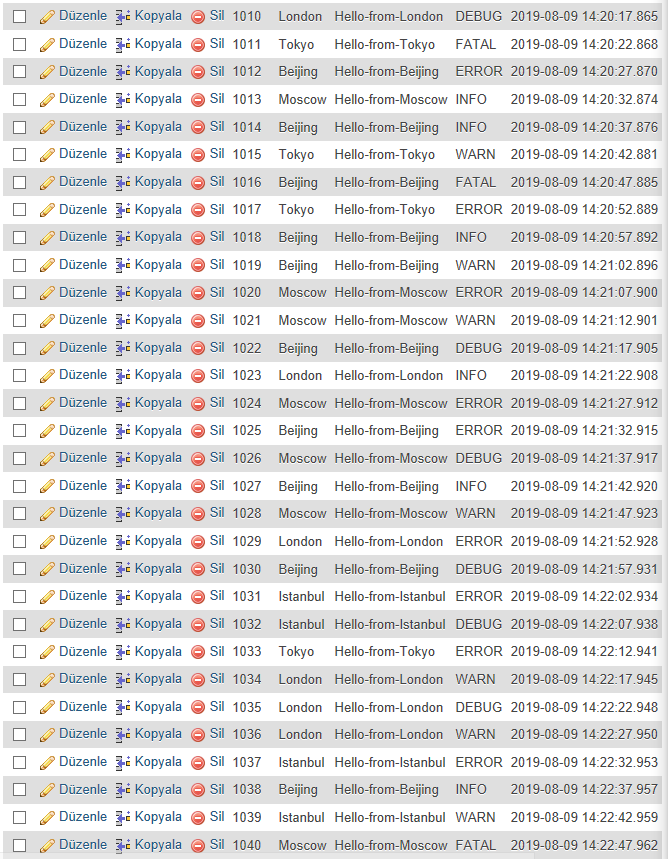 Düzenle Kopyala Sil 1010 London Hello-from-London DEBUG 2019-08-09 14:20:17.865
Düzenle Kopyala Sil 1011 Tokyo Hello-from-Tokyo FATAL 2019-08-09 14:20:22.868
Düzenle Kopyala Sil 1012 Beijing Hello-from-Beijing ERROR 2019-08-09 14:20:27.870
Düzenle Kopyala Sil 1013 Moscow Hello-from-Moscow INFO 2019-08-09 14:20:32.874
Düzenle Kopyala Sil 1014 Beijing Hello-from-Beijing INFO 2019-08-09 14:20:37.876
Düzenle Kopyala Sil 1015 Tokyo Hello-from-Tokyo WARN 2019-08-09 14:20:42.881
Düzenle Kopyala Sil 1016 Beijing Hello-from-Beijing FATAL 2019-08-09 14:20:47.885
Düzenle Kopyala Sil 1017 Tokyo Hello-from-Tokyo ERROR 2019-08-09 14:20:52.889
Düzenle Kopyala Sil 1018 Beijing Hello-from-Beijing INFO 2019-08-09 14:20:57.892
Düzenle Kopyala Sil 1019 Beijing Hello-from-Beijing WARN 2019-08-09 14:21:02.896
Düzenle Kopyala Sil 1020 Moscow Hello-from-Moscow ERROR 2019-08-09 14:21:07.900
Düzenle Kopyala Sil 1021 Moscow Hello-from-Moscow WARN 2019-08-09 14:21:12.901
Düzenle Kopyala Sil 1022 Beijing Hello-from-Beijing DEBUG 2019-08-09 14:21:17.905
Düzenle Kopyala Sil 1023 London Hello-from-London INFO 2019-08-09 14:21:22.908
Düzenle Kopyala Sil 1024 Moscow Hello-from-Moscow ERROR 2019-08-09 14:21:27.912
Düzenle Kopyala Sil 1025 Beijing Hello-from-Beijing ERROR 2019-08-09 14:21:32.915
Düzenle Kopyala Sil 1026 Moscow Hello-from-Moscow DEBUG 2019-08-09 14:21:37.917
Düzenle Kopyala Sil 1027 Beijing Hello-from-Beijing INFO 2019-08-09 14:21:42.920
Düzenle Kopyala Sil 1028 Moscow Hello-from-Moscow WARN 2019-08-09 14:21:47.923
Düzenle Kopyala Sil 1029 London Hello-from-London ERROR 2019-08-09 14:21:52.928
Düzenle Kopyala Sil 1030 Beijing Hello-from-Beijing DEBUG 2019-08-09 14:21:57.931
Düzenle Kopyala Sil 1031 Istanbul Hello-from-Istanbul ERROR 2019-08-09 14:22:02.934
Düzenle Kopyala Sil 1032 Istanbul Hello-from-Istanbul DEBUG 2019-08-09 14:22:07.938
Düzenle Kopyala Sil 1033 Tokyo Hello-from-Tokyo ERROR 2019-08-09 14:22:12.941
Düzenle Kopyala Sil 1034 London Hello-from-London WARN 2019-08-09 14:22:17.945
Düzenle Kopyala Sil 1035 London Hello-from-London DEBUG 2019-08-09 14:22:22.948
Düzenle Kopyala Sil 1036 London Hello-from-London WARN 2019-08-09 14:22:27.950
Düzenle Kopyala Sil 1037 Istanbul Hello-from-Istanbul ERROR 2019-08-09 14:22:32.953
Düzenle Kopyala Sil 1038 Beijing Hello-from-Beijing INFO 2019-08-09 14:22:37.957
Düzenle Kopyala Sil 1039 Istanbul Hello-from-Istanbul WARN 2019-08-09 14:22:42.959
Düzenle Kopyala Sil 1040 Moscow Hello-from-Moscow FATAL 2019-08-09 14:22:47.962